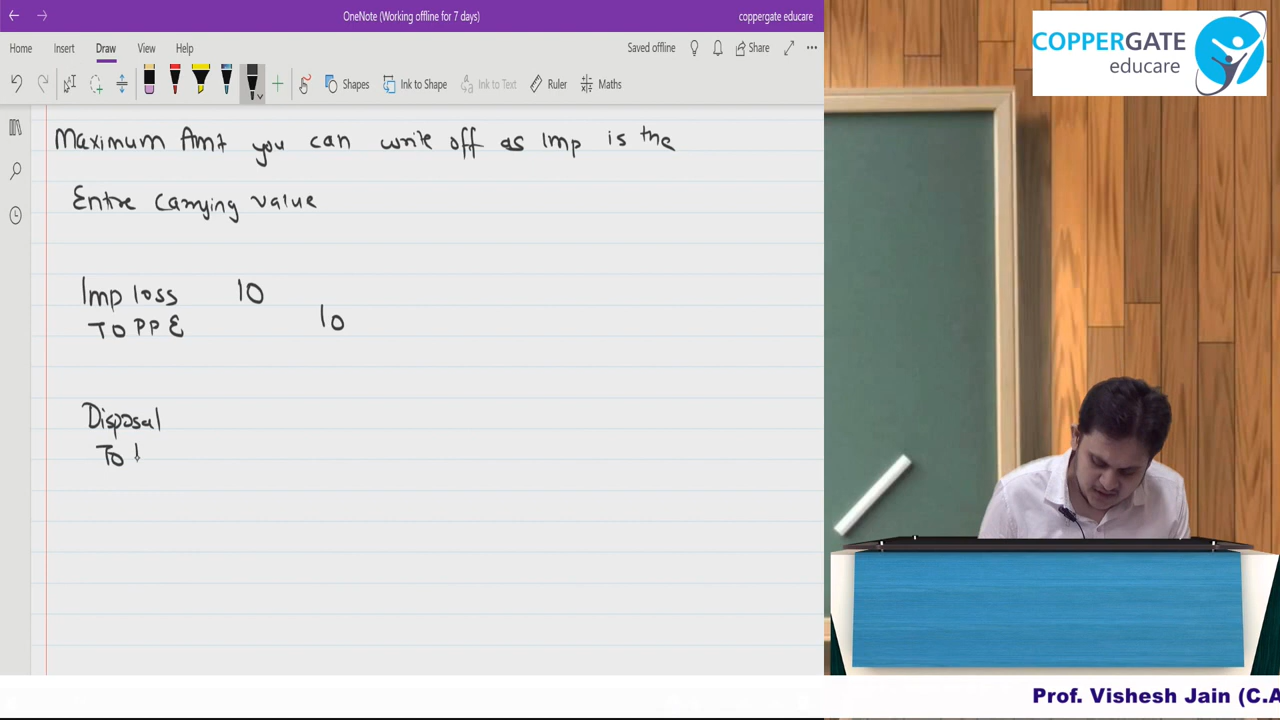 OneNote (Working offline for 7 days)
coppergate educare
Home Insert Draw View Help
Saved offline Share
Shapes Ink to Shape Ink to Text Ruler Maths
COPPERGATE
educare
Maximum Amt you can write off as Imp is the
Entire carrying value
Imp loss 10
TO PPE 10
Disposal
To
Prof. Vishesh Jain (C.A